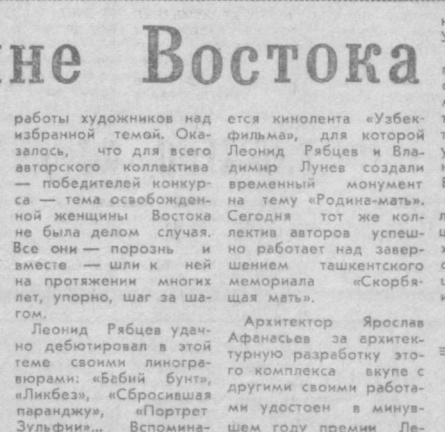 не Востока
работы художников над
избранной темой. Ока-
залось, что для всего
авторского коллектива
— победителей конкур-
са — тема освобожден-
ной женщины Востока
не была делом случая.
Все они — порознь и
вместе — шли к ней
на протяжении многих
лет, упорно, шаг за ша-
гом.
Леонид Рябцев удач-
но дебютировал в этой
теме своими линогра-
вюрами: «Бабий бунт»,
«Ликбез», «Сбросившая
паранджу», «Портрет
Зульфии»... Вспомина-
ется кинолента «Узбек-
фильма», для которой
Леонид Рябцев и Вла-
димир Лунев создали
временный монумент
на тему «Родина-мать».
Сегодня тот же кол-
лектив авторов успеш-
но работает над завер-
шением ташкентского
мемориала «Скорбя-
щая мать».
Архитектор Ярослав
Афанасьев за архитек-
турную разработку это-
го комплекса вкупе с
другими своими работа-
ми удостоен в минув-
шем году премии Ле-